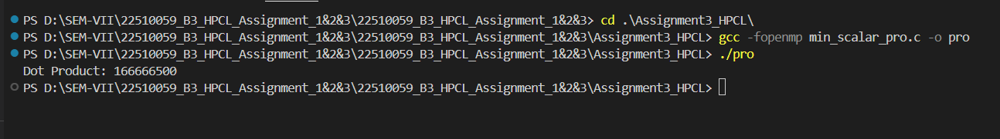 PS D:\SEM-VII\22510059_B3_HPCL_Assignment_1&2&3\22510059_B3_HPCL_Assignment_1&2&3> cd .\Assignment3_HPCL\
PS D:\SEM-VII\22510059_B3_HPCL_Assignment_1&2&3\22510059_B3_HPCL_Assignment_1&2&3\Assignment3_HPCL> gcc -fopenmp min_scalar_pro.c -o pro
PS D:\SEM-VII\22510059_B3_HPCL_Assignment_1&2&3\22510059_B3_HPCL_Assignment_1&2&3\Assignment3_HPCL> ./pro
Dot Product: 166666500
PS D:\SEM-VII\22510059_B3_HPCL_Assignment_1&2&3\22510059_B3_HPCL_Assignment_1&2&3\Assignment3_HPCL>